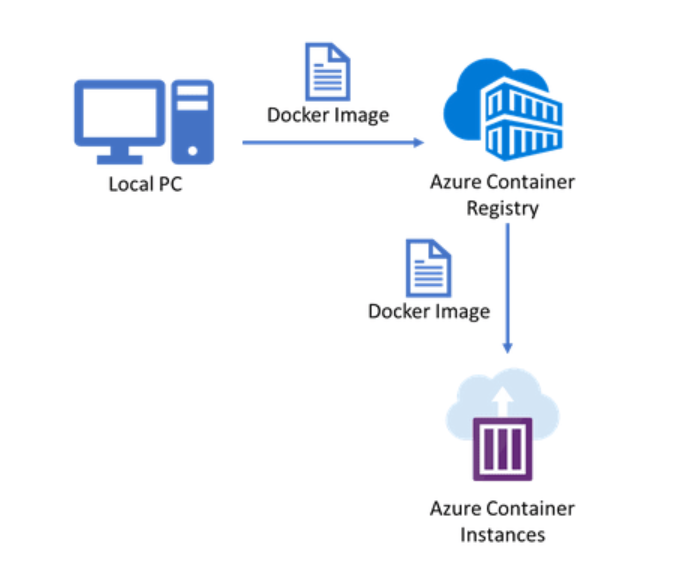 Docker Image
Local PC
Azure Container
Registry
Docker Image
Azure Container
Instances